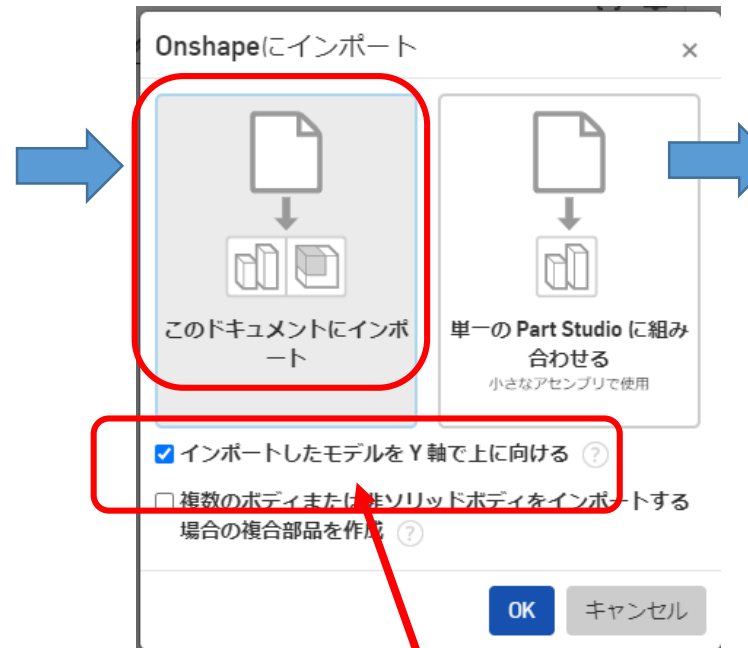 Onshapeにインポート
×
このドキュメントにインポ
ート
単一の Part Studio に組み
合わせる
小さなアセンブリで使用
インポートしたモデルを Y 軸で上に向ける ?
複数のボディまたは非ソリッドボディをインポートする
場合の複合部品を作成 ?
OK キャンセル